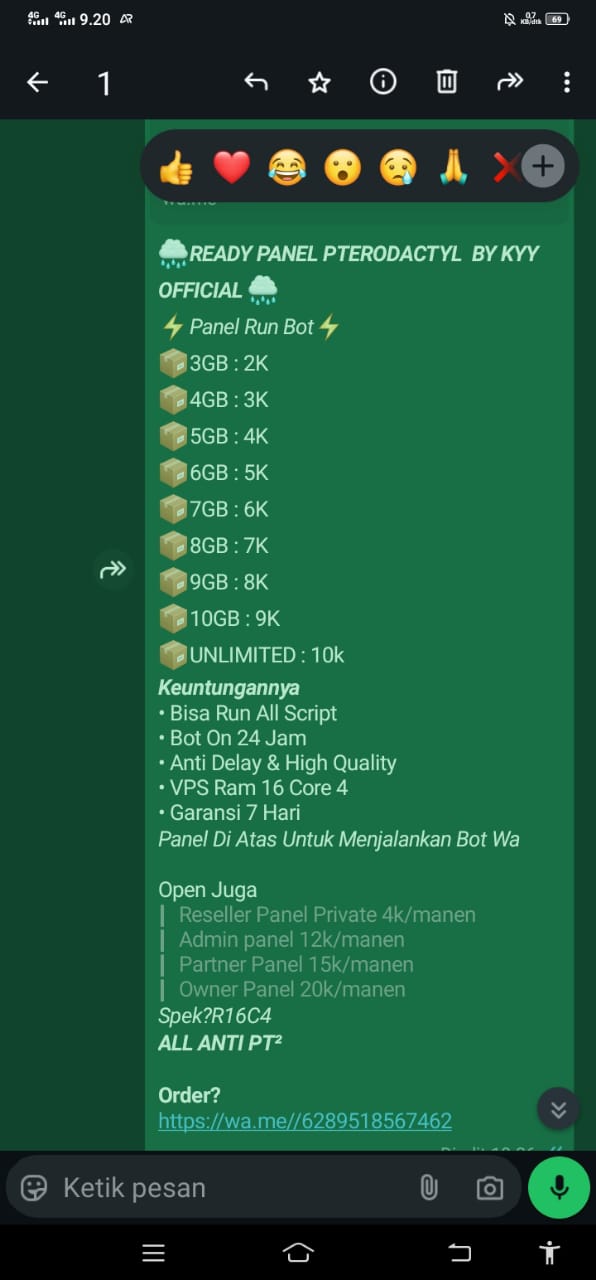 4G 4G 9.20 0.7 KB/dtk 69
1
🌧️READY PANEL PTERODACTYL BY KYY
OFFICIAL🌧️
⚡Panel Run Bot⚡
📦3GB : 2K
📦4GB : 3K
📦5GB : 4K
📦6GB : 5K
📦7GB : 6K
📦8GB : 7K
📦9GB : 8K
📦10GB : 9K
📦UNLIMITED : 10k
Keuntungannya
• Bisa Run All Script
• Bot On 24 Jam
• Anti Delay & High Quality
• VPS Ram 16 Core 4
• Garansi 7 Hari
Panel Di Atas Untuk Menjalankan Bot Wa
Open Juga
Reseller Panel Private 4k/manen
Admin panel 12k/manen
Partner Panel 15k/manen
Owner Panel 20k/manen
Spek?R16C4
ALL ANTI PT²
Order?
https://wa.me//6289518567462
Ketik pesan